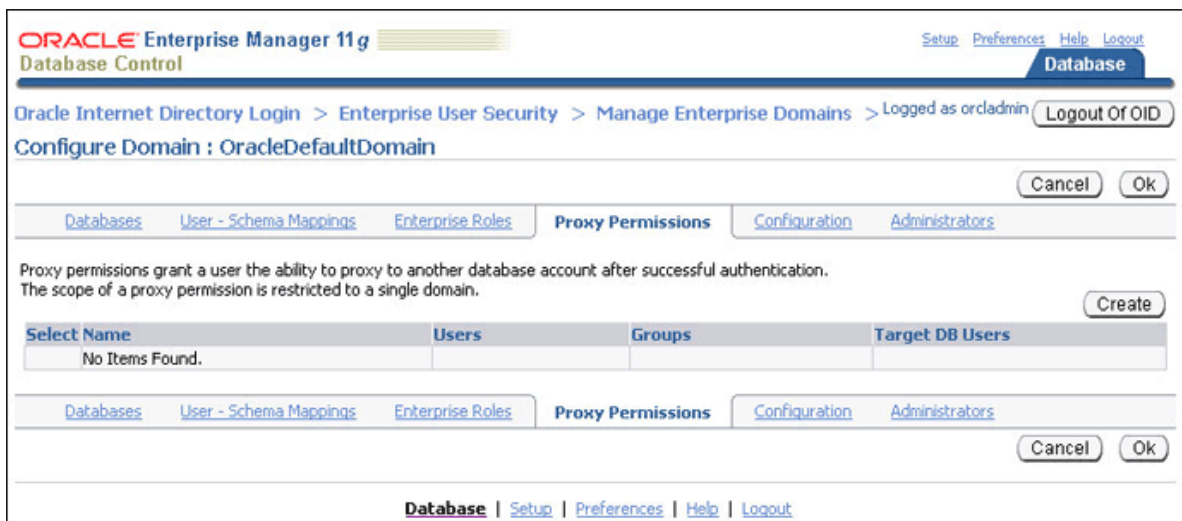 ORACLE Enterprise Manager 11g
Database Control
Setup Preferences Help Logout
Database
Oracle Internet Directory Login > Enterprise User Security > Manage Enterprise Domains > Logged as orcladmin Logout Of OID
Configure Domain : OracleDefaultDomain
Cancel Ok
Databases User - Schema Mappings Enterprise Roles Proxy Permissions Configuration Administrators
Proxy permissions grant a user the ability to proxy to another database account after successful authentication.
The scope of a proxy permission is restricted to a single domain.
Create
Select Name Users Groups Target DB Users
No Items Found.
Databases User - Schema Mappings Enterprise Roles Proxy Permissions Configuration Administrators
Cancel Ok
Database | Setup | Preferences | Help | Logout